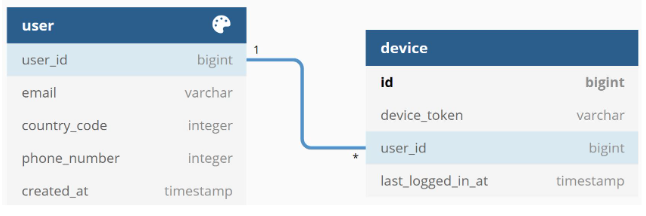 user
user_id bigint
email varchar
country_code integer
phone_number integer
created_at timestamp
1
*
device
id bigint
device_token varchar
user_id bigint
last_logged_in_at timestamp